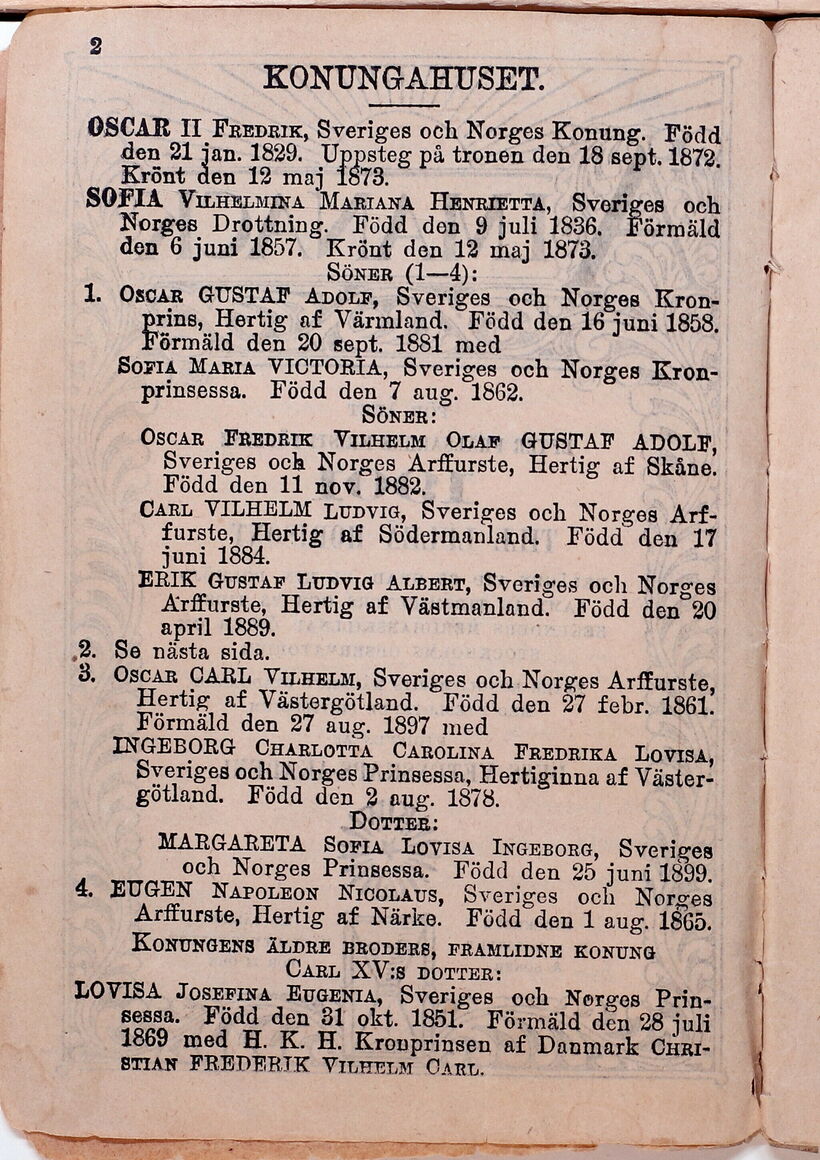 2
KONUNGAHUSET.
OSCAR II FREDRIK, Sveriges och Norges Konung. Född
den 21 jan. 1829. Uppsteg på tronen den 18 sept. 1872.
Krönt den 12 maj 1873.
SOFIA VILHELMINA MARIANA HENRIETTA, Sveriges och
Norges Drottning. Född den 9 juli 1836. Förmäld
den 6 juni 1857. Krönt den 12 maj 1873.
SÖNER (1—4):
1. OSCAR GUSTAF ADOLF, Sveriges och Norges Kron-
prins, Hertig af Värmland. Född den 16 juni 1858.
Förmäld den 20 sept. 1881 med
SOFIA MARIA VICTORIA, Sveriges och Norges Kron-
prinsessa. Född den 7 aug. 1862.
SÖNER:
OSCAR FREDRIK VILHELM OLAF GUSTAF ADOLF,
Sveriges och Norges Arffurste, Hertig af Skåne.
Född den 11 nov. 1882.
CARL VILHELM LUDVIG, Sveriges och Norges Arf-
furste, Hertig af Södermanland. Född den 17
juni 1884.
ERIK GUSTAF LUDVIG ALBERT, Sveriges och Norges
Arffurste, Hertig af Västmanland. Född den 20
april 1889.
2. Se nästa sida.
3. OSCAR CARL VILHELM, Sveriges och Norges Arffurste,
Hertig af Västergötland. Född den 27 febr. 1861.
Förmäld den 27 aug. 1897 med
INGEBORG CHARLOTTA CAROLINA FREDRIKA LOVISA,
Sveriges och Norges Prinsessa, Hertiginna af Väster-
götland. Född den 2 aug. 1878.
DOTTER:
MARGARETA SOFIA LOVISA INGEBORG, Sveriges
och Norges Prinsessa. Född den 25 juni 1899.
4. EUGEN NAPOLEON NICOLAUS, Sveriges och Norges
Arffurste, Hertig af Närke. Född den 1 aug. 1865.
KONUNGENS ÄLDRE BRODERS, FRAMLIDNE KONUNG
CARL XV:S DOTTER:
LOVISA JOSEFINA EUGENIA, Sveriges och Norges Prin-
sessa. Född den 31 okt. 1851. Förmäld den 28 juli
1869 med H. K. H. Kronprinsen af Danmark CHRI-
STIAN FREDERIK VILHELM CARL.